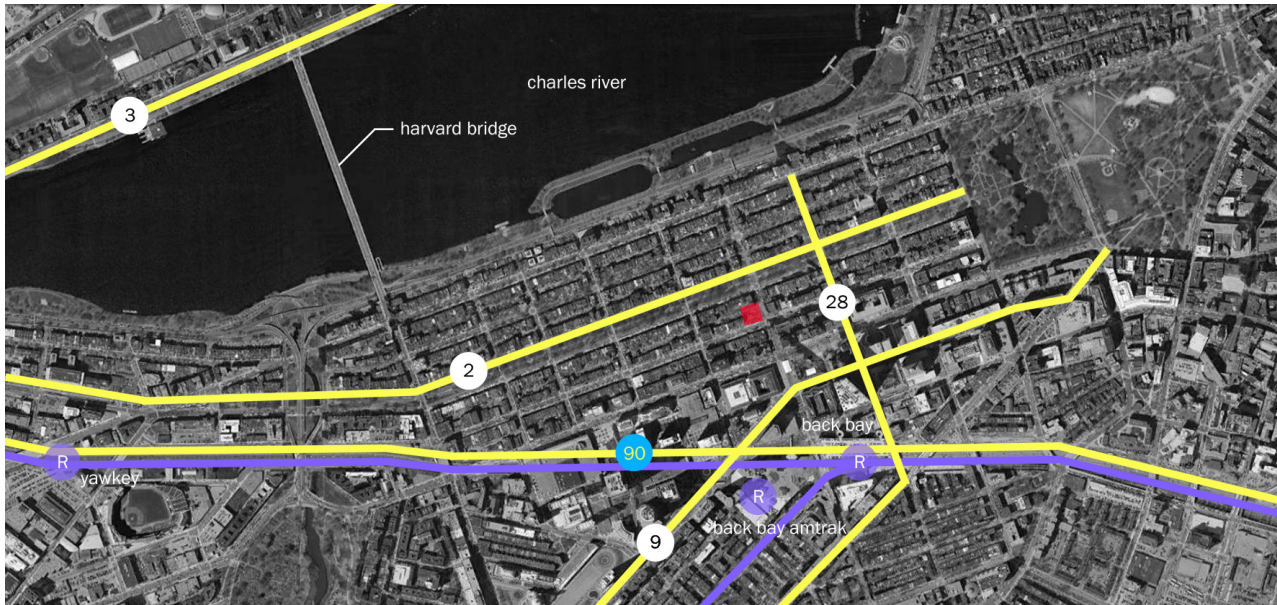 charles river
3
harvard bridge
28
2
back bay
90
R
R
yawkey
R
back bay amtrak
9